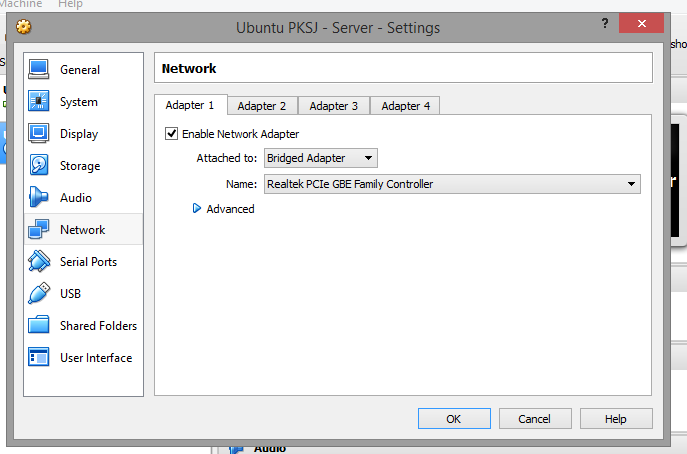 Machine Help
Ubuntu PKSJ - Server - Settings
?
General
System
Display
Storage
Audio
Network
Serial Ports
USB
Shared Folders
User Interface
Network
Adapter 1 Adapter 2 Adapter 3 Adapter 4
Enable Network Adapter
Attached to: Bridged Adapter
Name: Realtek PCIe GBE Family Controller
Advanced
OK Cancel Help
Audio